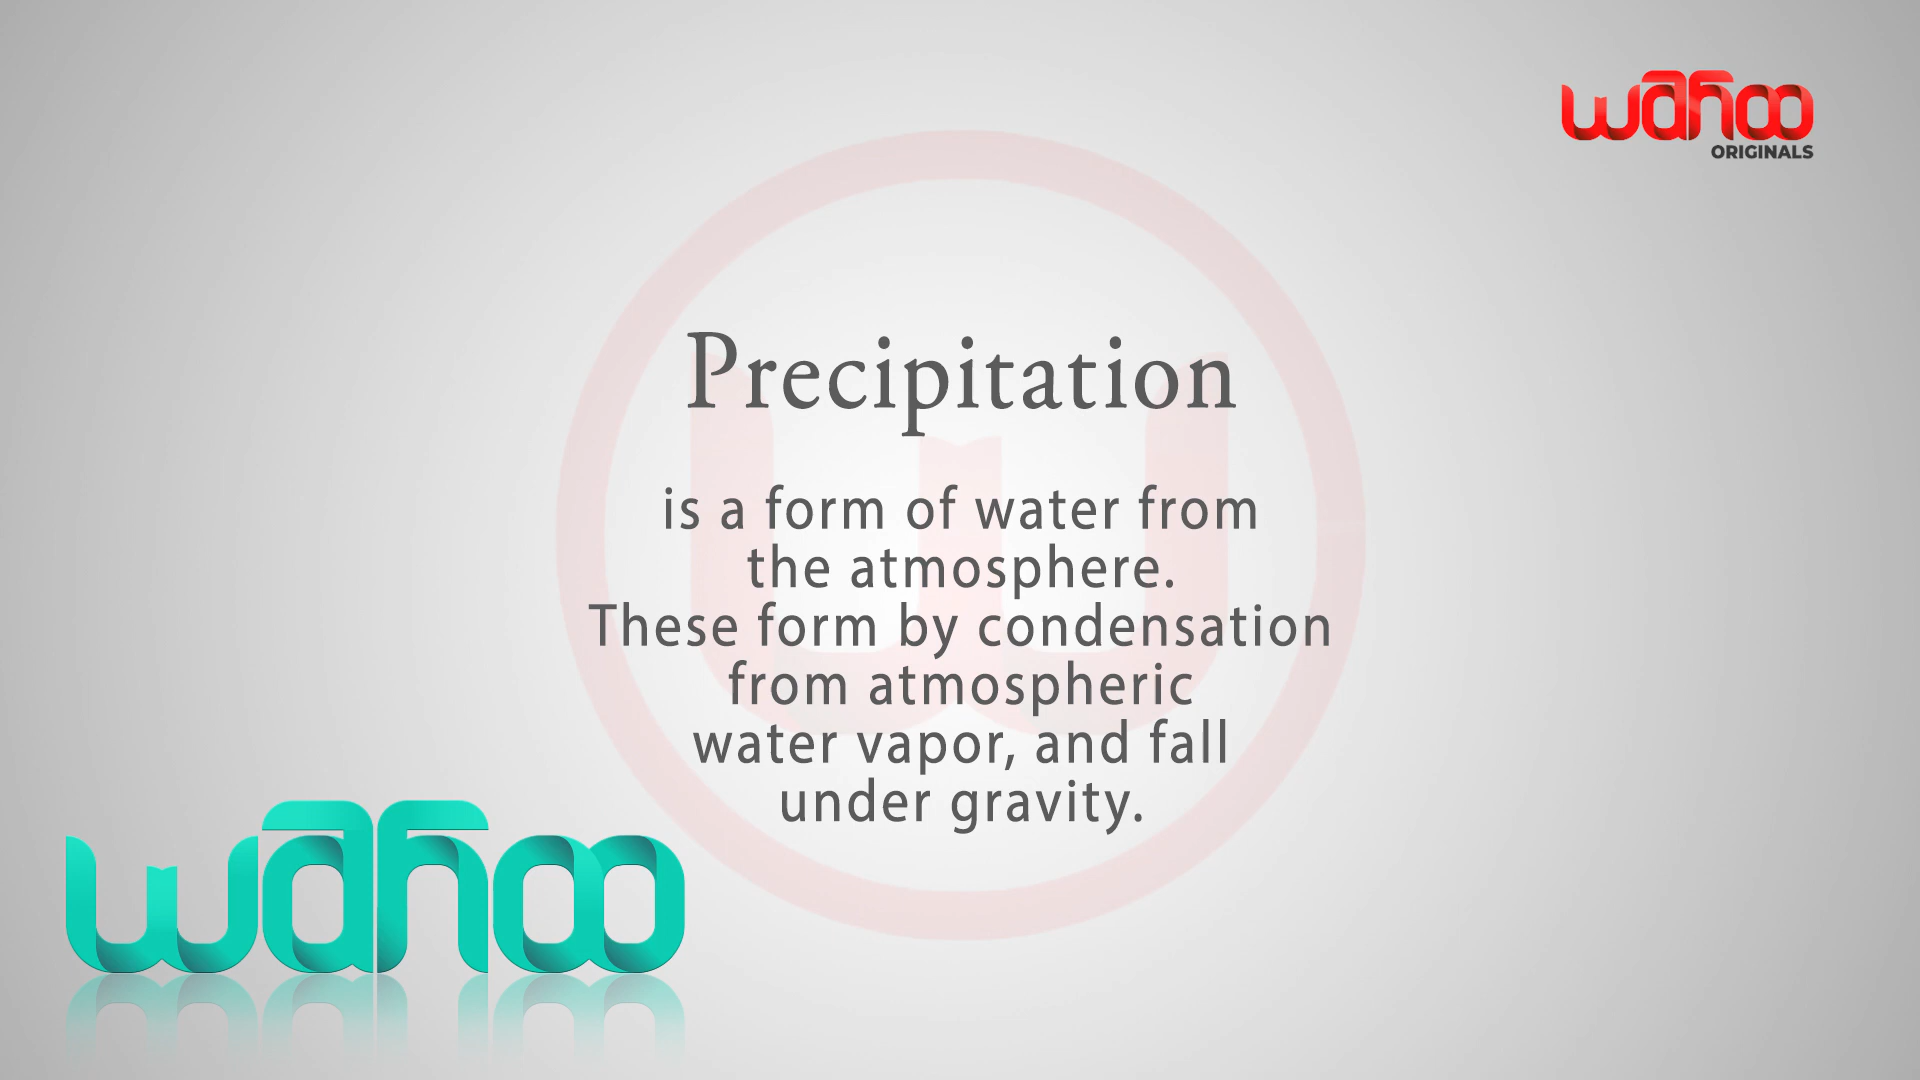 wahoo
ORIGINALS
Precipitation
is a form of water from
the atmosphere.
These form by condensation
from atmospheric
water vapor, and fall
under gravity.
wahoo